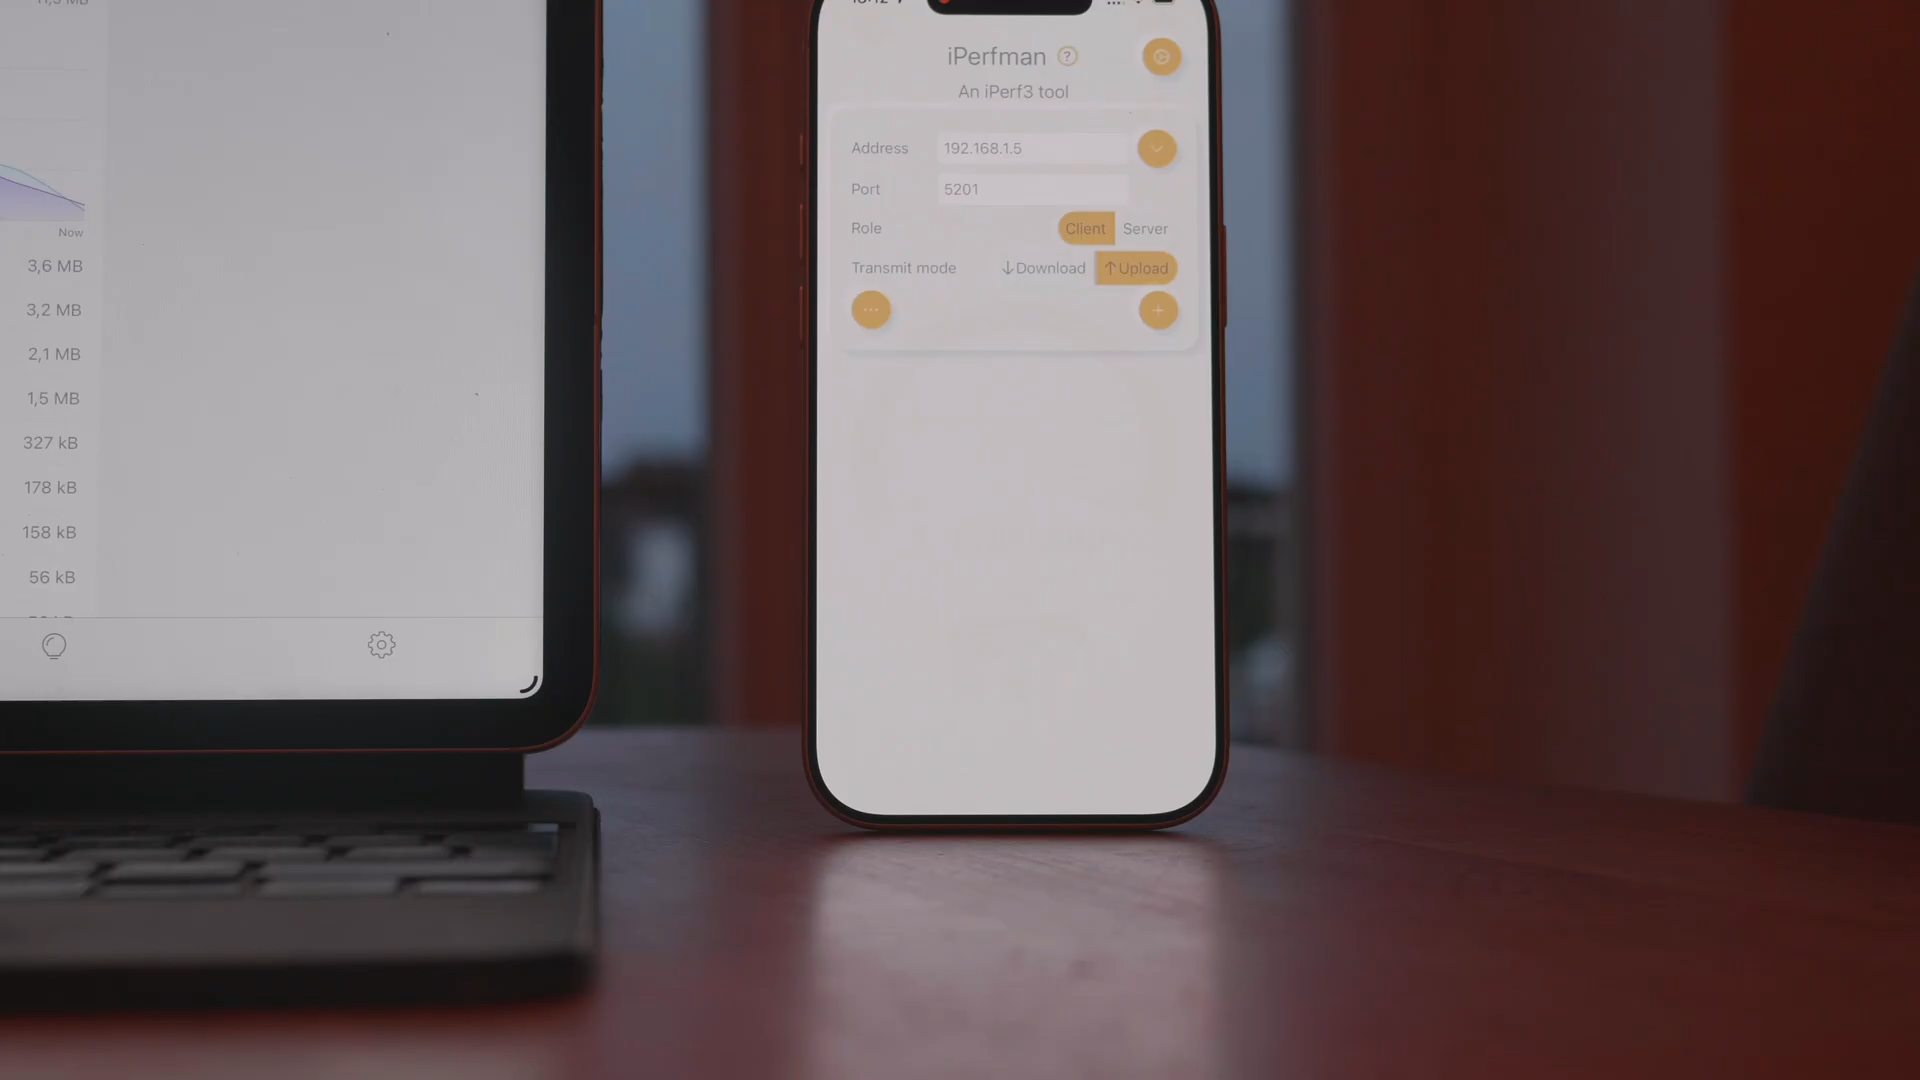 Now
3,6 MB
3,2 MB
2,1 MB
1,5 MB
327 kB
178 kB
158 kB
56 kB
iPerfman ?
An iPerf3 tool
Address 192.168.1.5
Port 5201
Role Client Server
Transmit mode ↓Download ↑Upload